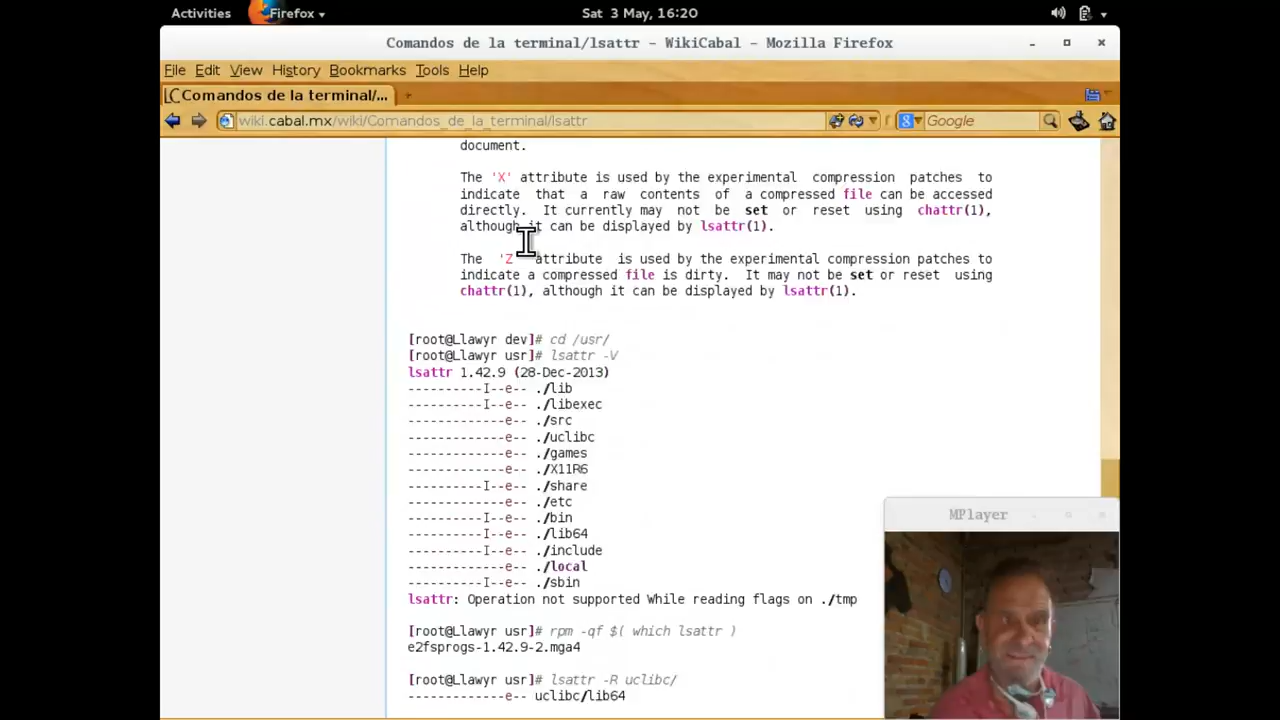 Activities Firefox Sat 3 May, 16:20
Comandos de la terminal/lsattr - WikiCabal - Mozilla Firefox
File Edit View History Bookmarks Tools Help
Comandos de la terminal/...
wiki.cabal.mx/wiki/Comandos_de_la_terminal/lsattr Google
document.
The 'X' attribute is used by the experimental compression patches to
indicate that a raw contents of a compressed file can be accessed
directly. It currently may not be set or reset using chattr(1),
although it can be displayed by lsattr(1).
The 'Z' attribute is used by the experimental compression patches to
indicate a compressed file is dirty. It may not be set or reset using
chattr(1), although it can be displayed by lsattr(1).
[root@Llawyr dev]# cd /usr/
[root@Llawyr usr]# lsattr -V
lsattr 1.42.9 (28-Dec-2013)
----------I--e-- ./lib
----------I--e-- ./libexec
-------------e-- ./src
-------------e-- ./uclibc
-------------e-- ./games
-------------e-- ./X11R6
----------I--e-- ./share
-------------e-- ./etc
----------I--e-- ./bin
----------I--e-- ./lib64
----------I--e-- ./include
-------------e-- ./local
----------I--e-- ./sbin
lsattr: Operation not supported While reading flags on ./tmp
[root@Llawyr usr]# rpm -qf $( which lsattr )
e2fsprogs-1.42.9-2.mga4
[root@Llawyr usr]# lsattr -R uclibc/
-------------e-- uclibc/lib64
MPlayer